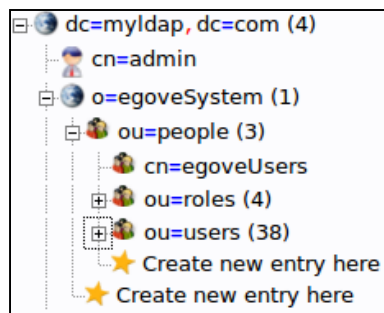 dc=myldap, dc=com (4)
cn=admin
o=egoveSystem (1)
ou=people (3)
cn=egoveUsers
ou=roles (4)
ou=users (38)
Create new entry here
Create new entry here